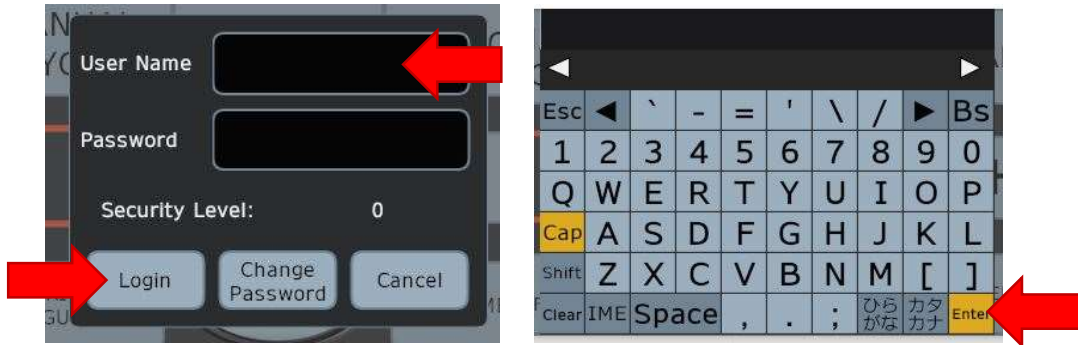 User Name
Password
Security Level: 0
Login
Change
Password
Cancel
Esc ◀ ` - = ' \ / ▶ Bs
1 2 3 4 5 6 7 8 9 0
Q W E R T Y U I O P
Cap A S D F G H J K L
Shift Z X C V B N M [ ]
Clear IME Space , . ; ひらがな カタカナ Enter